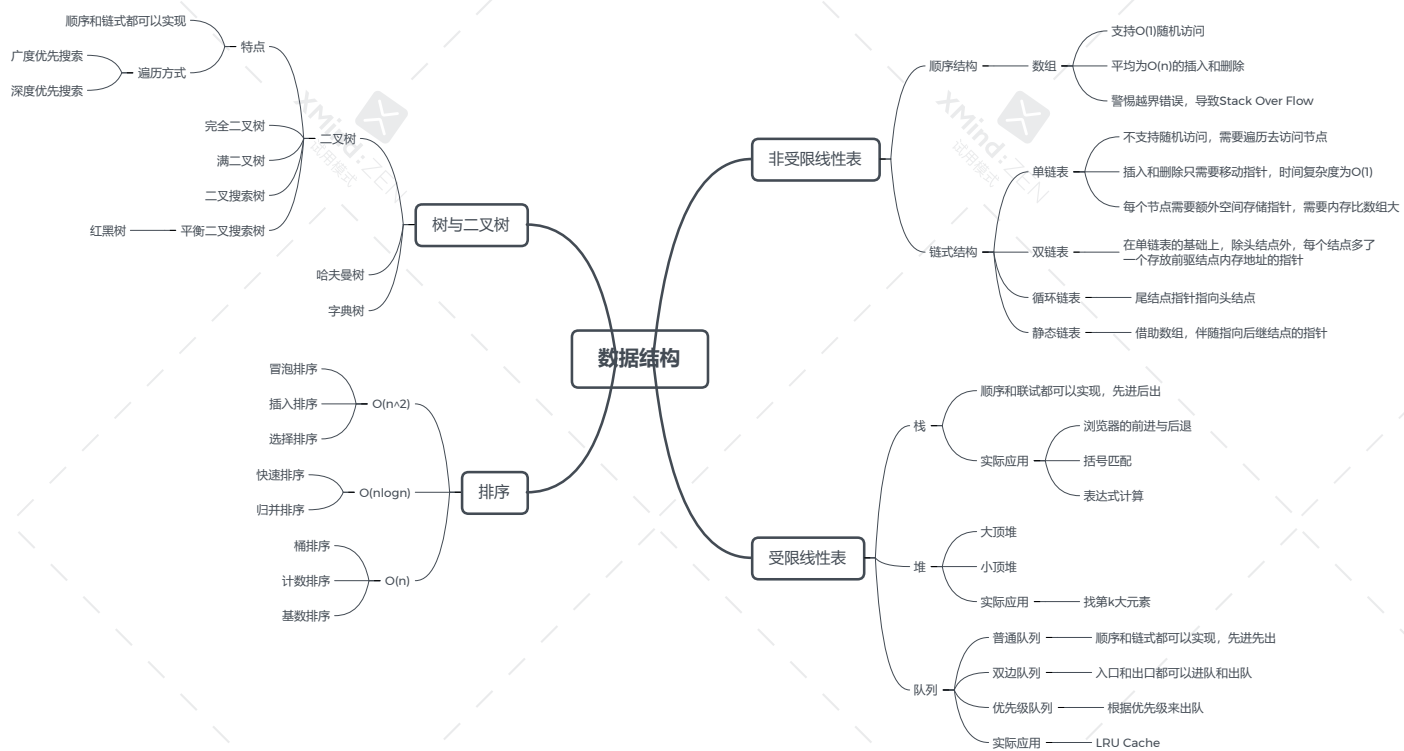 数据结构
非受限线性表
顺序结构
数组
支持O(1)随机访问
平均为O(n)的插入和删除
警惕越界错误，导致Stack Over Flow
链式结构
单链表
不支持随机访问，需要遍历去访问节点
插入和删除只需要移动指针，时间复杂度为O(1)
每个节点需要额外空间存储指针，需要内存比数组大
双链表
在单链表的基础上，除头结点外，每个结点多了
一个存放前驱结点内存地址的指针
循环链表
尾结点指针指向头结点
静态链表
借助数组，伴随指向后继结点的指针
受限线性表
栈
顺序和联试都可以实现，先进后出
实际应用
浏览器的前进与后退
括号匹配
表达式计算
堆
大顶堆
小顶堆
实际应用
找第k大元素
队列
普通队列
顺序和链式都可以实现，先进先出
双边队列
入口和出口都可以进队和出队
优先级队列
根据优先级来出队
实际应用
LRU Cache
树与二叉树
二叉树
特点
顺序和链式都可以实现
遍历方式
广度优先搜索
深度优先搜索
完全二叉树
满二叉树
二叉搜索树
平衡二叉搜索树
红黑树
哈夫曼树
字典树
排序
O(n^2)
冒泡排序
插入排序
选择排序
O(nlogn)
快速排序
归并排序
O(n)
桶排序
计数排序
基数排序
XMind:ZEN
试用模式
XMind:ZEN
试用模式